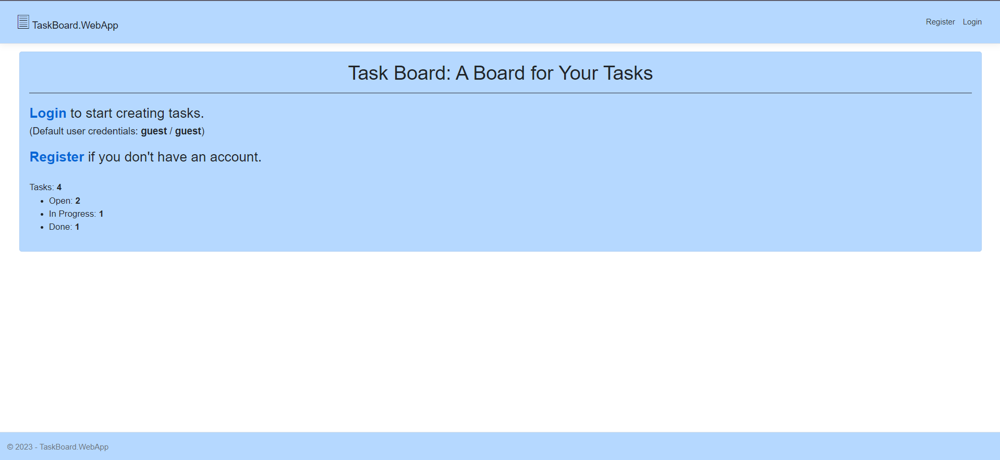 TaskBoard.WebApp
Register Login
Task Board: A Board for Your Tasks
Login to start creating tasks.
(Default user credentials: guest / guest)
Register if you don't have an account.
Tasks: 4
Open: 2
In Progress: 1
Done: 1
© 2023 - TaskBoard.WebApp